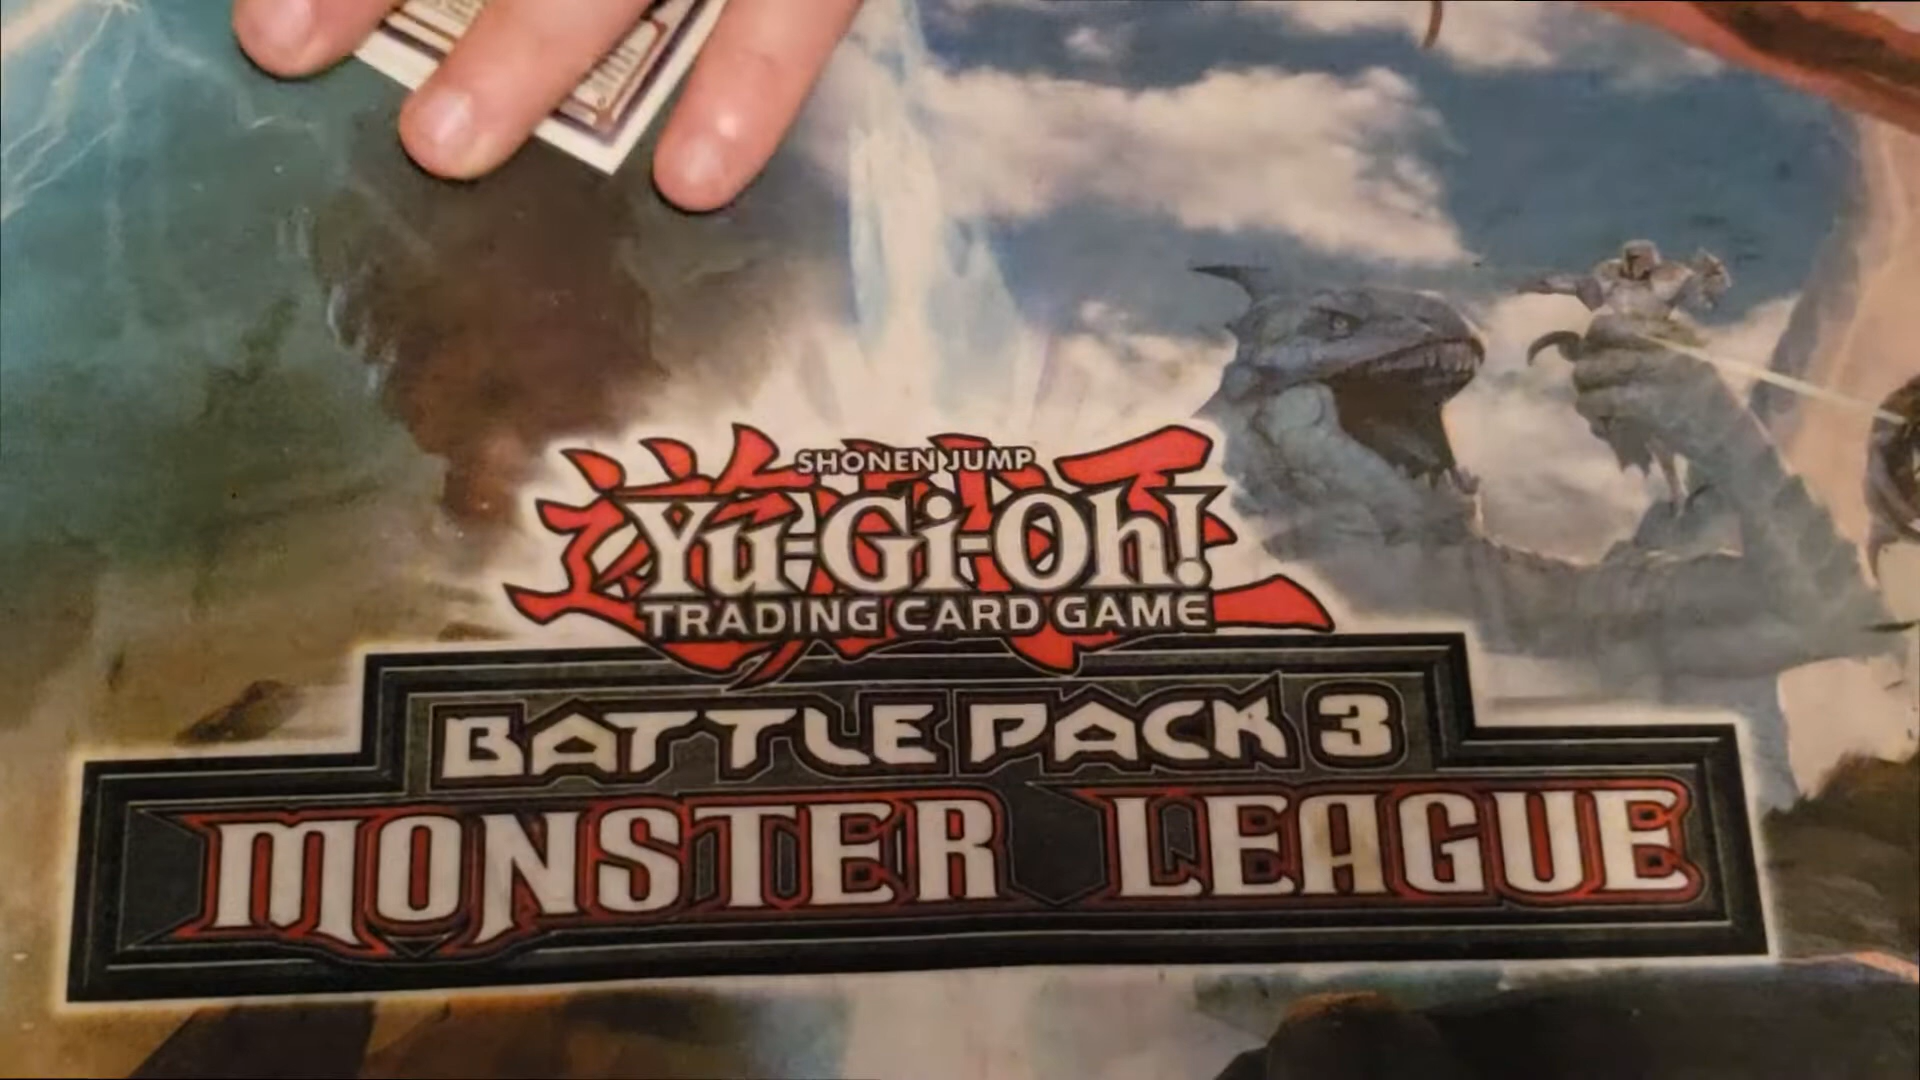 SHONEN JUMP
Yu-Gi-Oh!
TRADING CARD GAME
BATTLE PACK 3
MONSTER LEAGUE